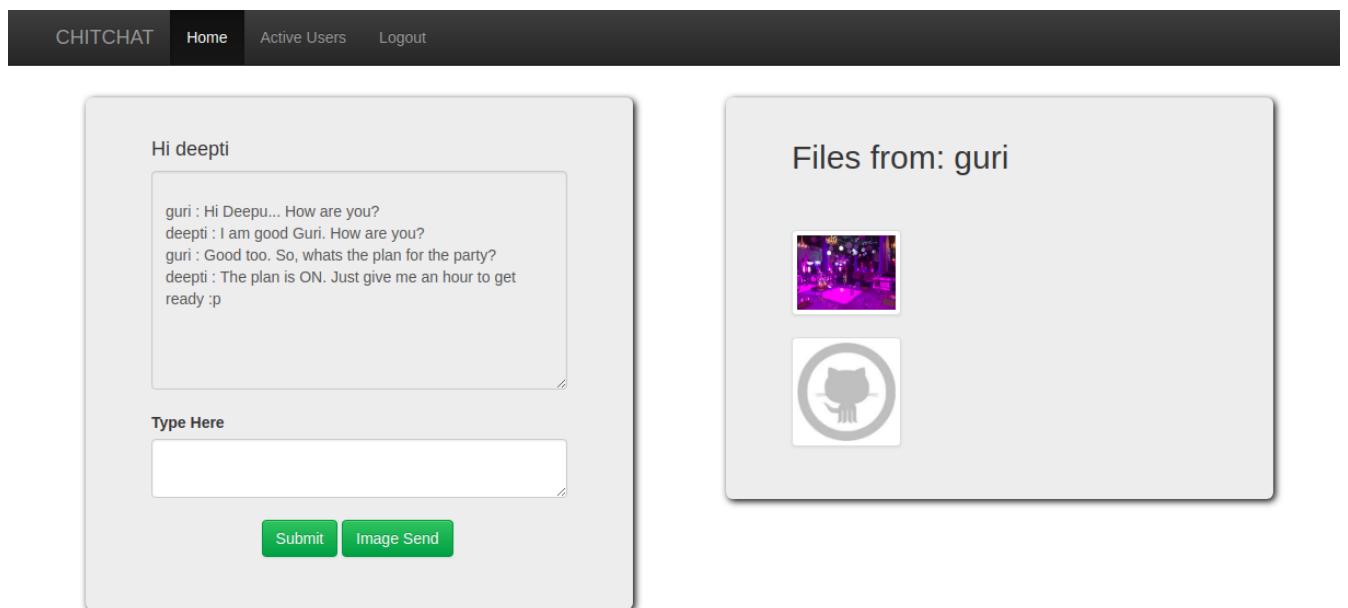 CHITCHAT Home Active Users Logout
Hi deepti
guri : Hi Deepu... How are you?
deepti : I am good Guri. How are you?
guri : Good too. So, whats the plan for the party?
deepti : The plan is ON. Just give me an hour to get
ready :p
Type Here
Submit Image Send
Files from: guri